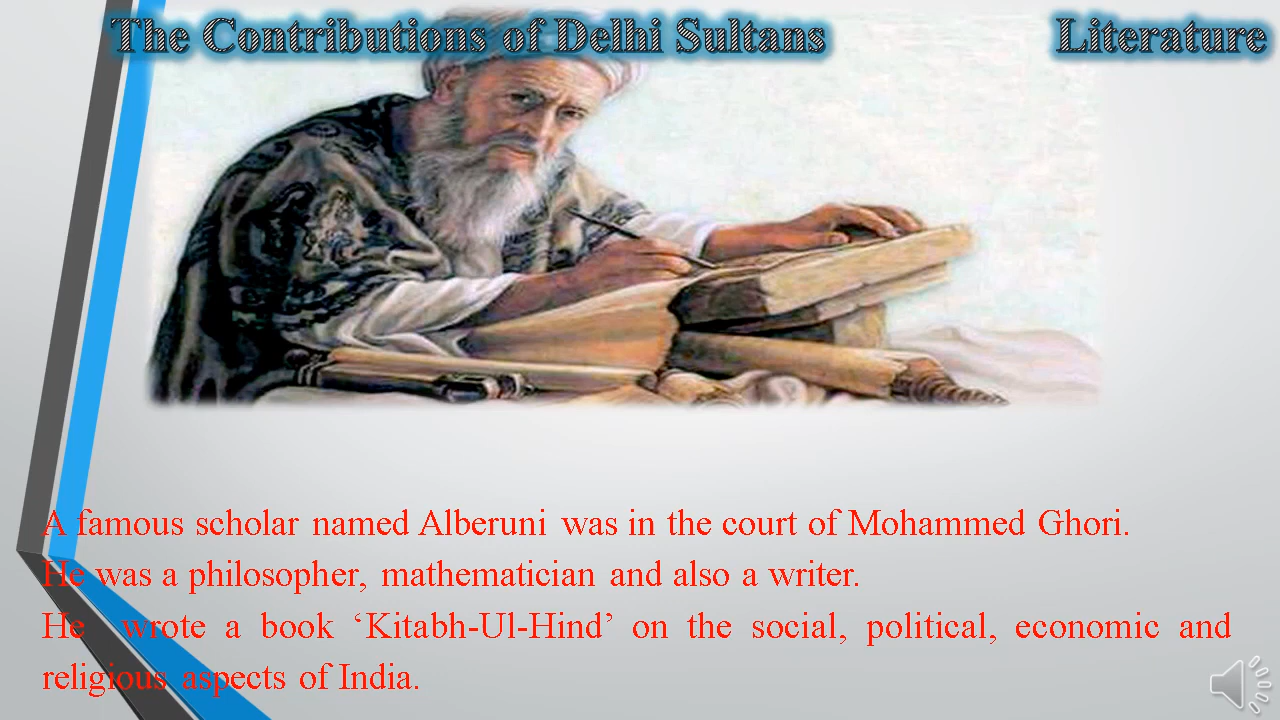 The Contributions of Delhi Sultans Literature
A famous scholar named Alberuni was in the court of Mohammed Ghori.
He was a philosopher, mathematician and also a writer.
He wrote a book ‘Kitabh-Ul-Hind’ on the social, political, economic and
religious aspects of India.